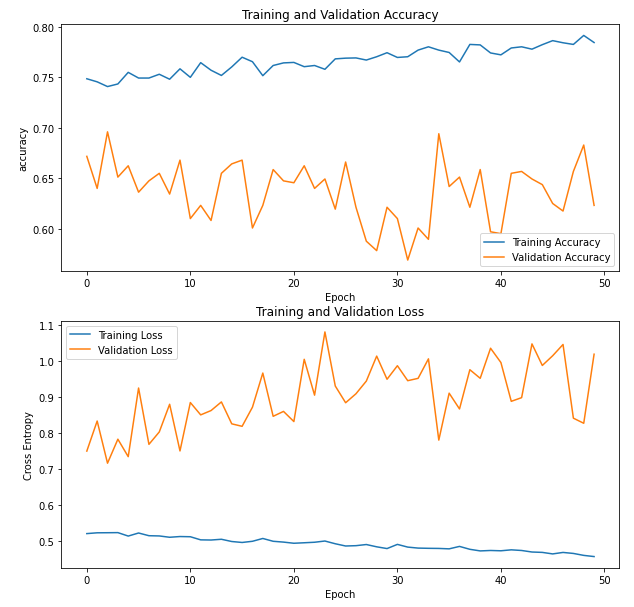 Training and Validation Accuracy
0.80
0.75
0.70
0.65
0.60
accuracy
Training Accuracy
Validation Accuracy
0 10 20 30 40 50
Epoch
Training and Validation Loss
1.1
1.0
0.9
0.8
0.7
0.6
0.5
Cross Entropy
Training Loss
Validation Loss
0 10 20 30 40 50
Epoch